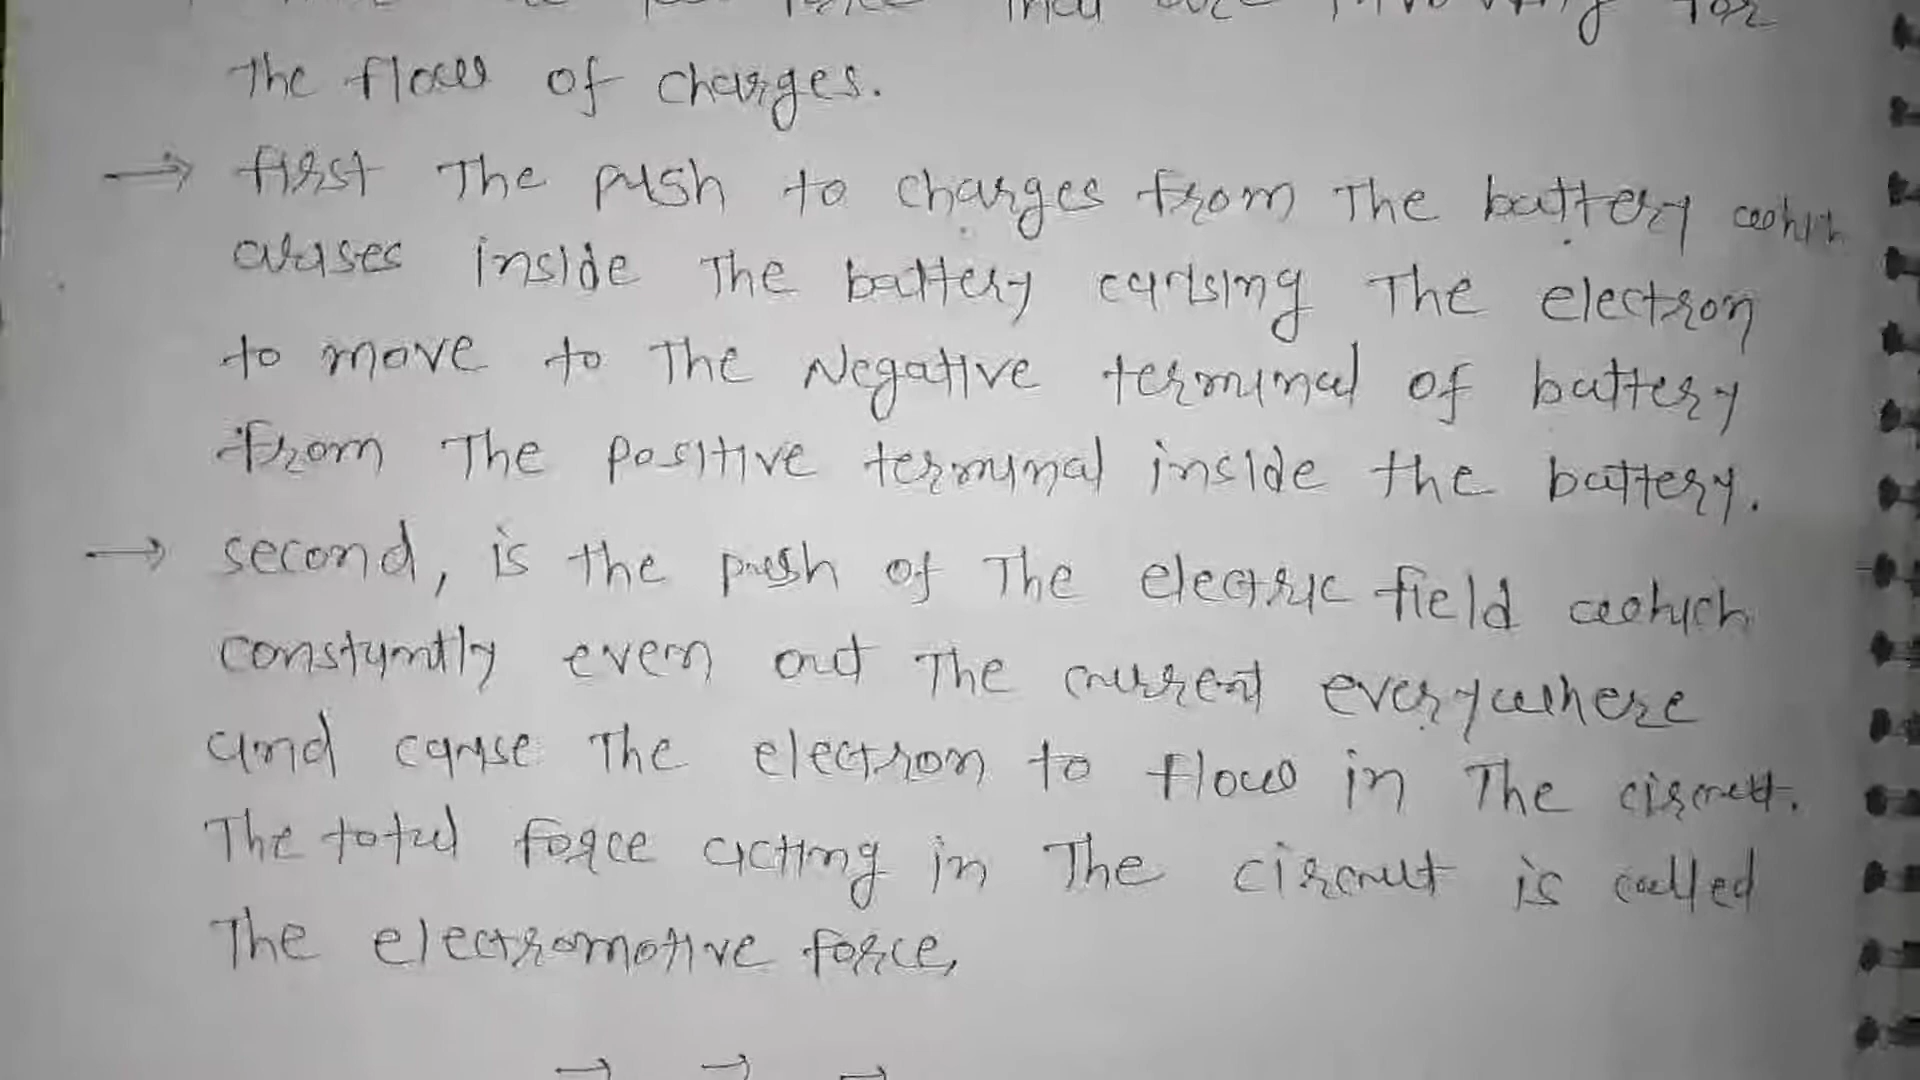 for
The flow of charges.
→ first The push to charges from The battery which
arises inside The battery causing The electron
to move to The Negative terminal of battery
from The positive terminal inside the battery.
→ second, is the push of The electric field which
constantly even out The current everywhere
and cause The electron to flow in The circuit.
The total force acting in The circuit is called
The electromotive force,